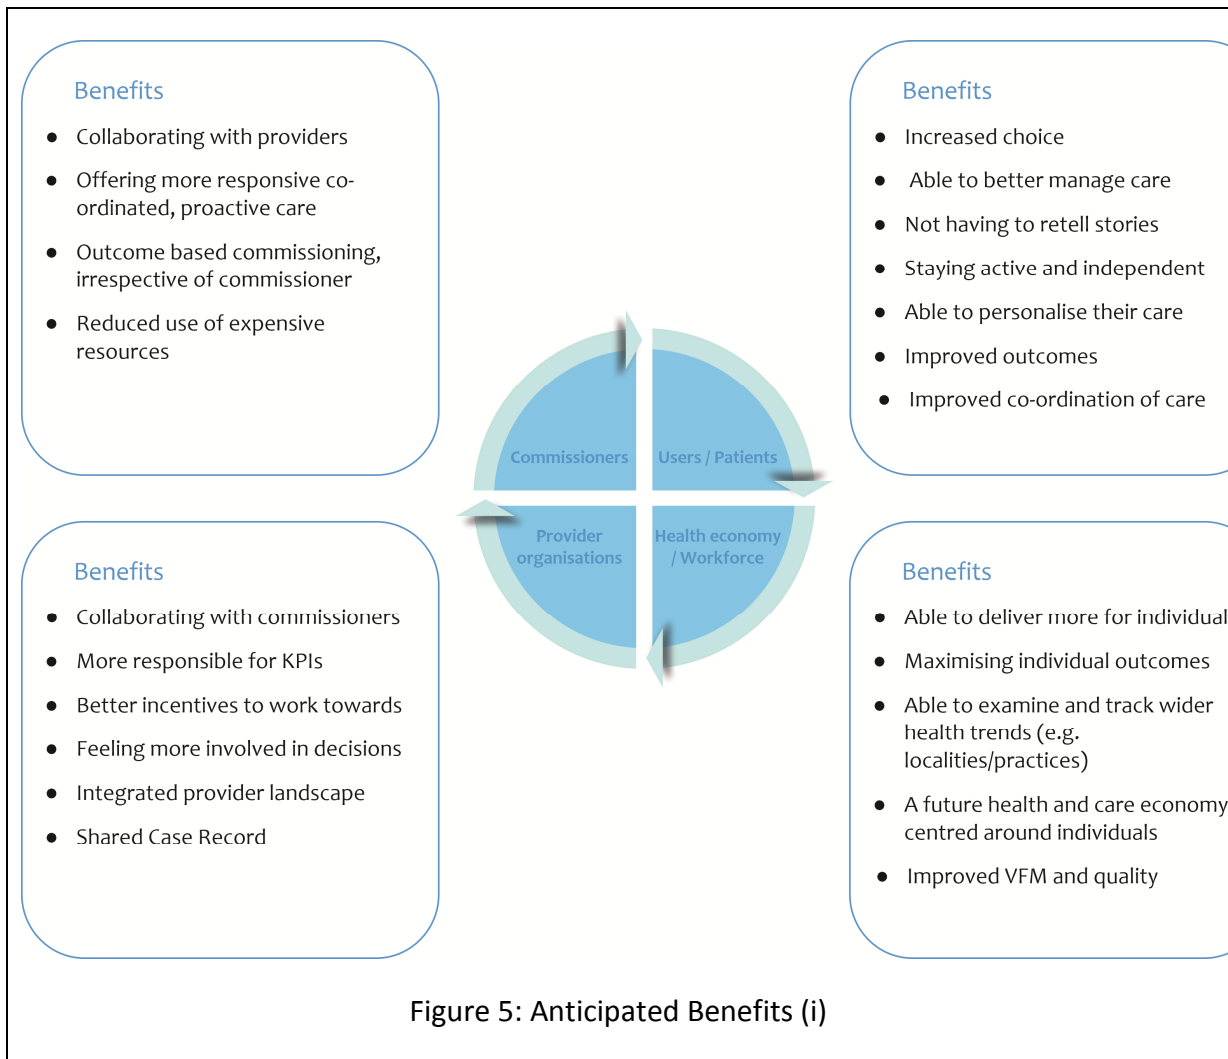 Benefits
● Collaborating with providers
● Offering more responsive co-
ordinated, proactive care
● Outcome based commissioning,
irrespective of commissioner
● Reduced use of expensive
resources
Benefits
● Increased choice
● Able to better manage care
● Not having to retell stories
● Staying active and independent
● Able to personalise their care
● Improved outcomes
● Improved co-ordination of care
Commissioners
Users / Patients
Provider
organisations
Health economy
/ Workforce
Benefits
● Collaborating with commissioners
● More responsible for KPIs
● Better incentives to work towards
● Feeling more involved in decisions
● Integrated provider landscape
● Shared Case Record
Benefits
● Able to deliver more for individual
● Maximising individual outcomes
● Able to examine and track wider
health trends (e.g.
localities/practices)
● A future health and care economy
centred around individuals
● Improved VFM and quality
Figure 5: Anticipated Benefits (i)